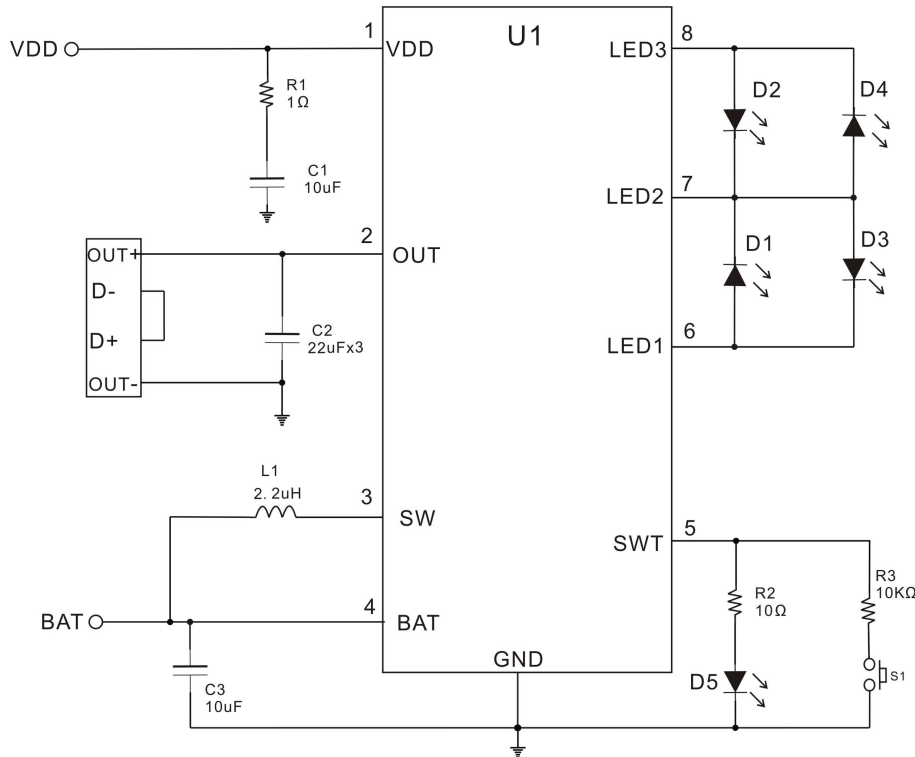 VDD
1
VDD
U1
LED3
8
R1
1Ω
D2
D4
C1
10uF
LED2
7
2
OUT
OUT+
D-
D+
OUT-
C2
22uFx3
D1
D3
LED1
6
L1
2.2uH
3
SW
SWT
5
R2
10Ω
R3
10KΩ
BAT
4
BAT
GND
C3
10uF
D5
S1